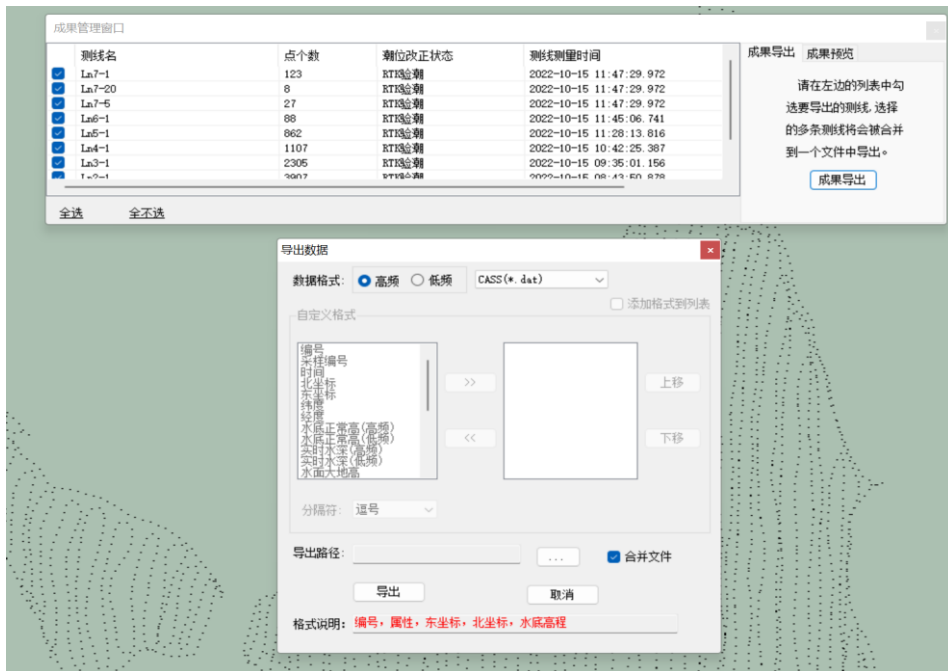 成果管理窗口
测线名 点个数 潮位改正状态 测线测量时间
Ln7-1 123 RTK验潮 2022-10-15 11:47:29.972
Ln7-20 8 RTK验潮 2022-10-15 11:47:29.972
Ln7-5 27 RTK验潮 2022-10-15 11:47:29.972
Ln6-1 88 RTK验潮 2022-10-15 11:45:06.741
Ln5-1 862 RTK验潮 2022-10-15 11:28:13.816
Ln4-1 1107 RTK验潮 2022-10-15 10:42:25.387
Ln3-1 2305 RTK验潮 2022-10-15 09:35:01.156
Ln2-1 3907 RTK验潮 2022-10-15 08:43:50.878
全选 全不选
成果导出 成果预览
请在左边的列表中勾
选要导出的测线,选择
的多条测线将会被合并
到一个文件中导出。
成果导出
导出数据
数据格式: 高频 低频 CASS(*.dat)
添加格式到列表
自定义格式
编号
采样编号
时间
北坐标
东坐标
纬度
经度
水底正常高(高频)
水底正常高(低频)
实时水深(高频)
实时水深(低频)
水面大地高
>>
<<
上移
下移
分隔符: 逗号
导出路径: ... 合并文件
导出 取消
格式说明: 编号，属性，东坐标，北坐标，水底高程